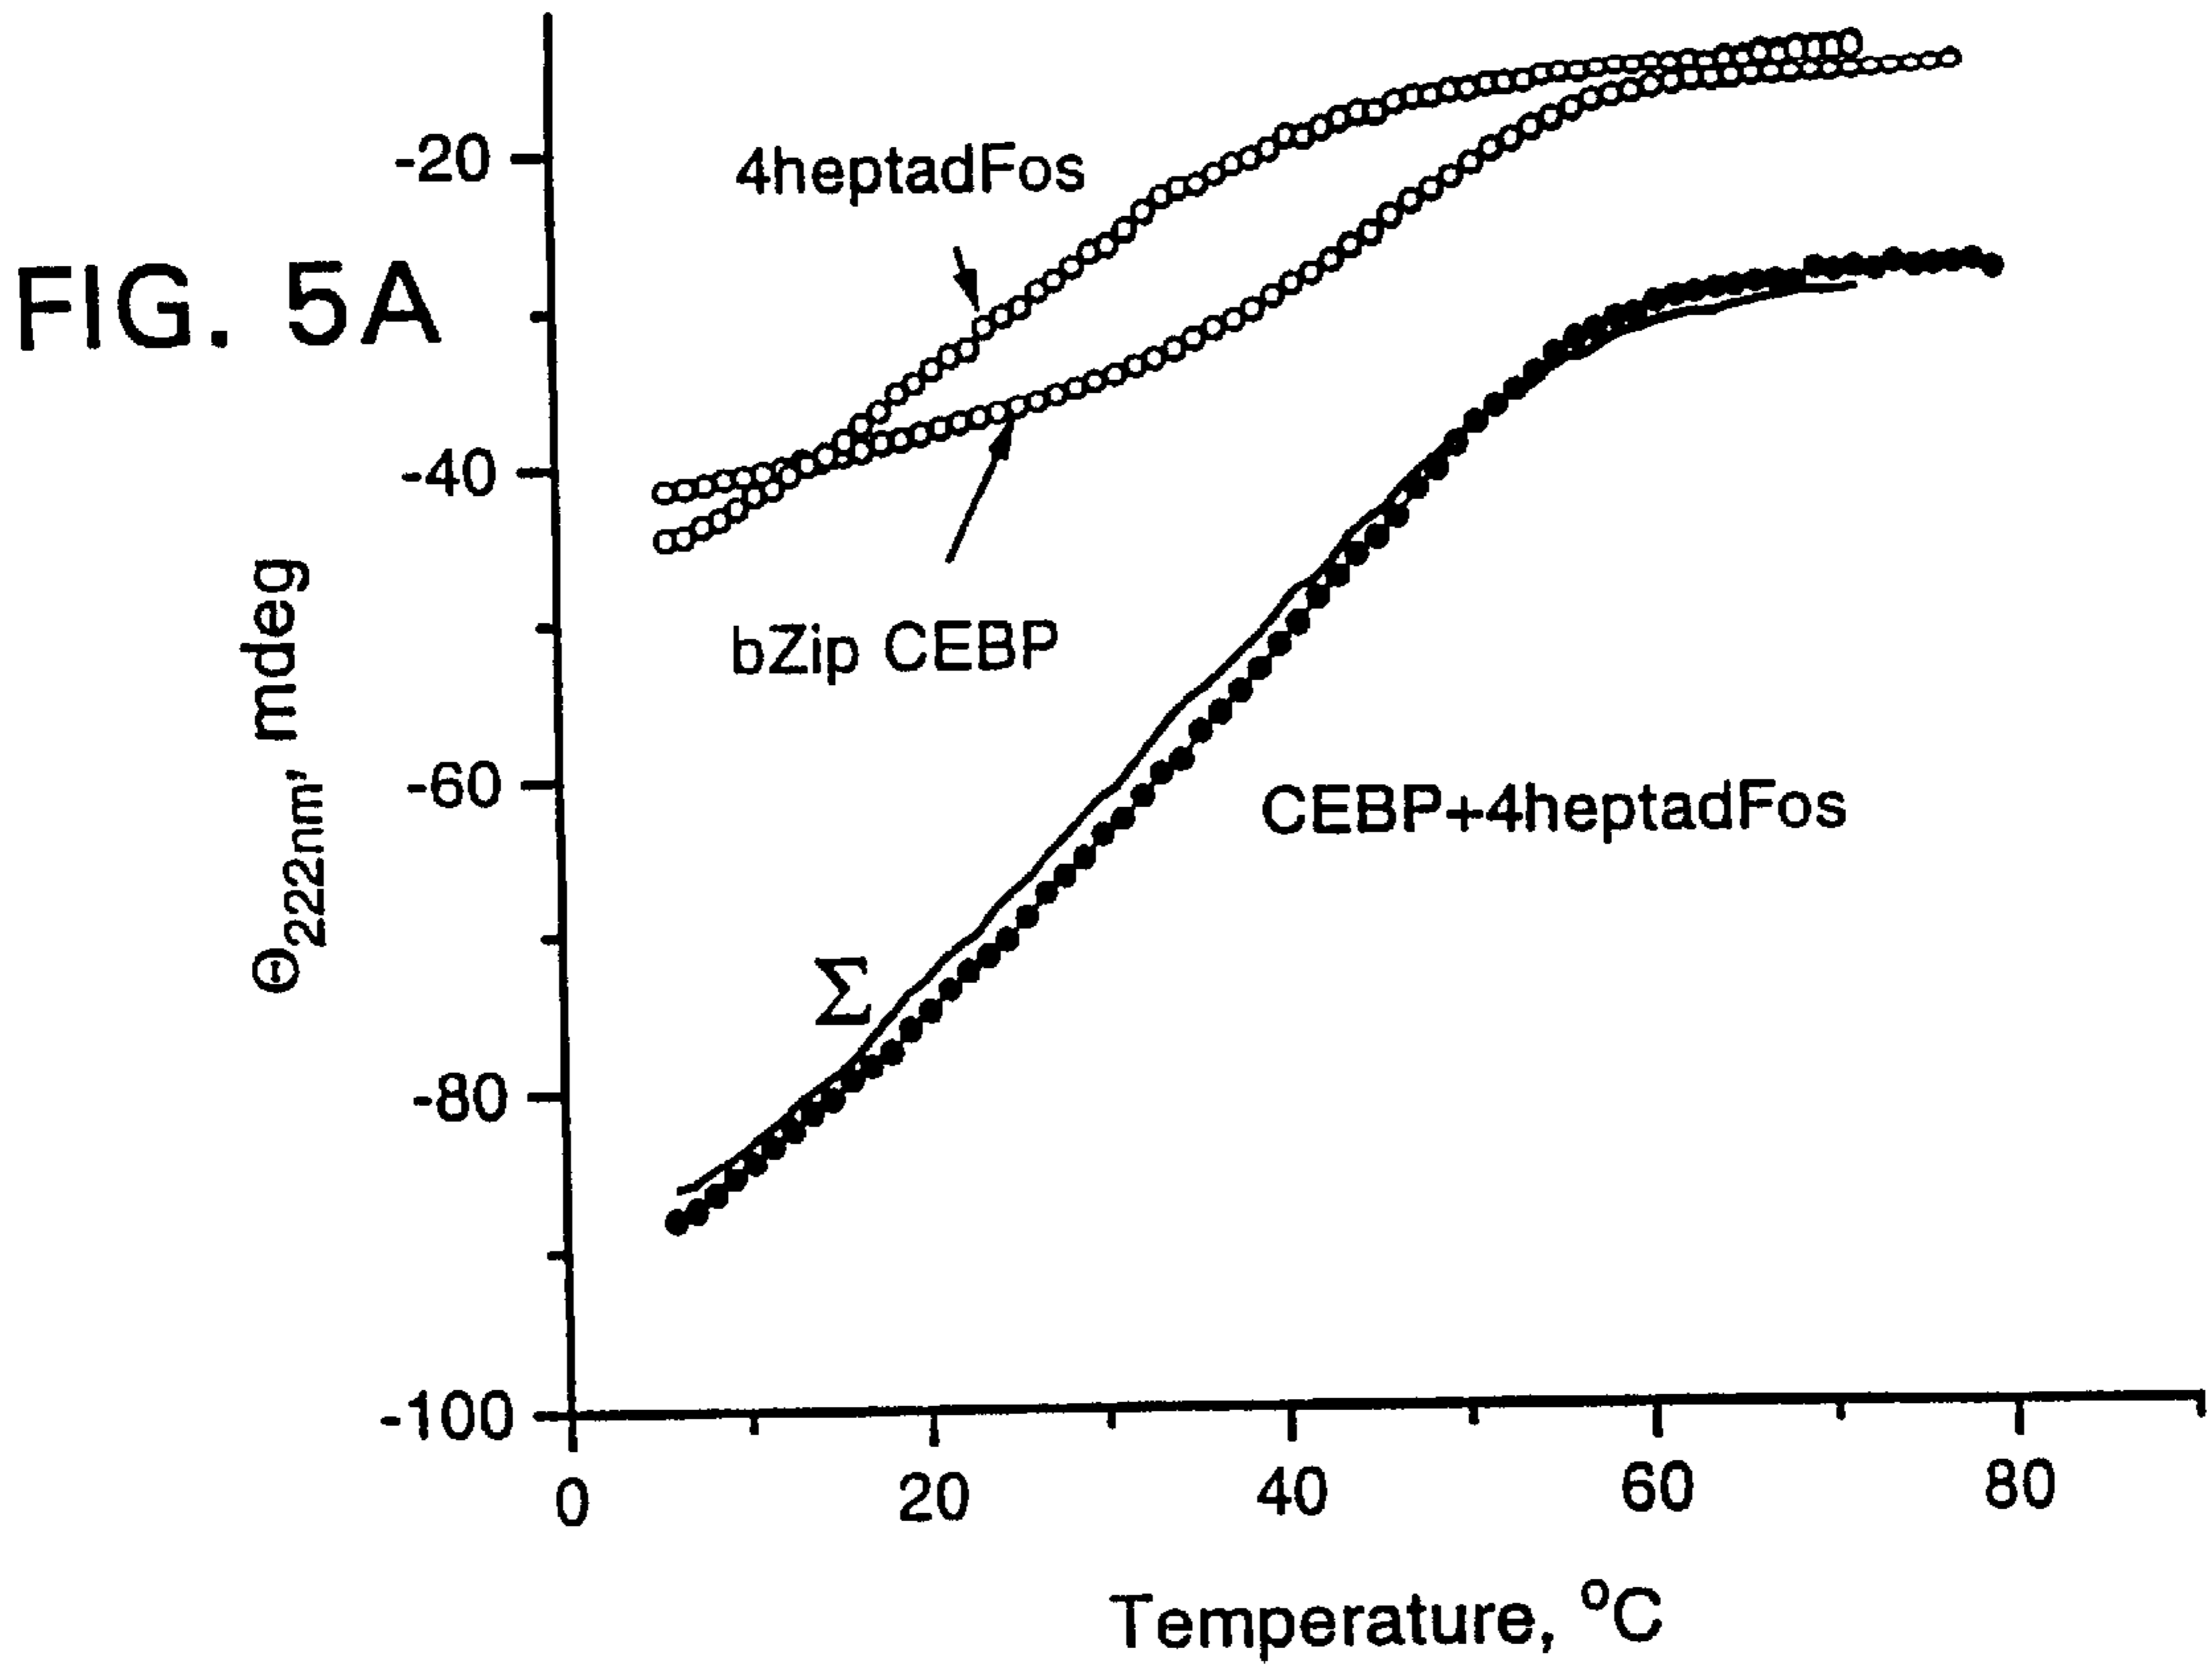 FIG. 5A
Θ222nm, mdeg
-20
-40
-60
-80
-100
4heptadFos
bZip CEBP
CEBP+4heptadFos
Σ
0 20 40 60 80
Temperature, °C